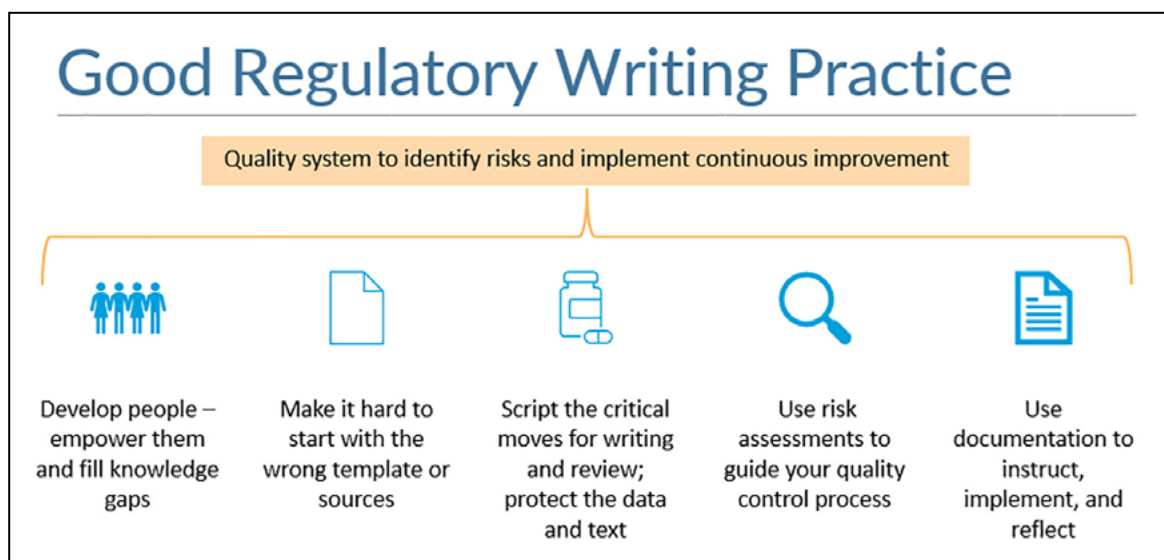 Good Regulatory Writing Practice
Quality system to identify risks and implement continuous improvement
Develop people –
empower them
and fill knowledge
gaps
Make it hard to
start with the
wrong template or
sources
Script the critical
moves for writing
and review;
protect the data
and text
Use risk
assessments to
guide your quality
control process
Use
documentation to
instruct,
implement, and
reflect